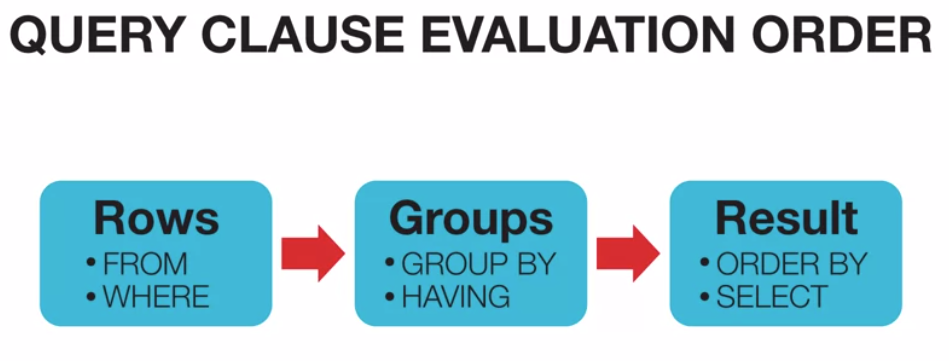 QUERY CLAUSE EVALUATION ORDER
Rows
• FROM
• WHERE
Groups
• GROUP BY
• HAVING
Result
• ORDER BY
• SELECT